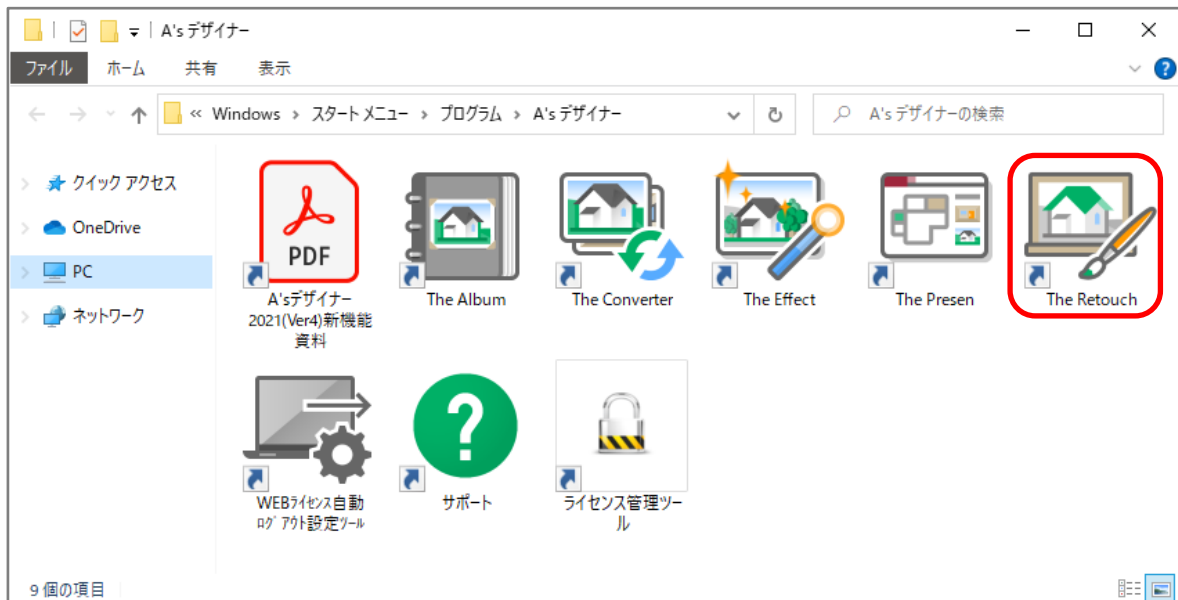 A's デザイナー
ファイル ホーム 共有 表示
« Windows › スタート メニュー › プログラム › A's デザイナー
A's デザイナーの検索
クイック アクセス
OneDrive
PC
ネットワーク
PDF
A'sデザイナー
2021(Ver4)新機能
資料
The Album
The Converter
The Effect
The Presen
The Retouch
WEBライセンス自動
ログアウト設定ツール
サポート
ライセンス管理ツー
ル
9 個の項目